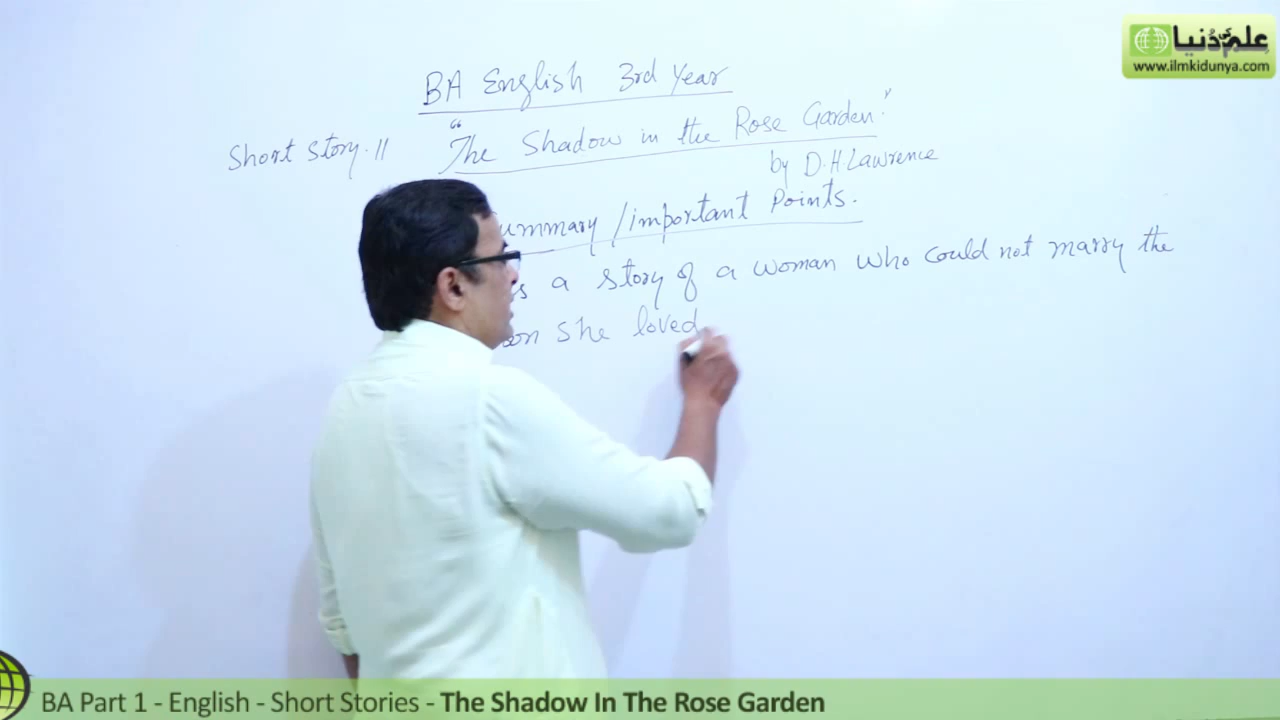 علم کی دنیا
www.ilmkidunya.com
BA English 3rd Year
Short Story. 11 "The Shadow in the Rose Garden."
by D.H Lawrence
ummary/important Points.
s a story of a woman who could not marry the
on she loved
BA Part 1 - English - Short Stories - The Shadow In The Rose Garden